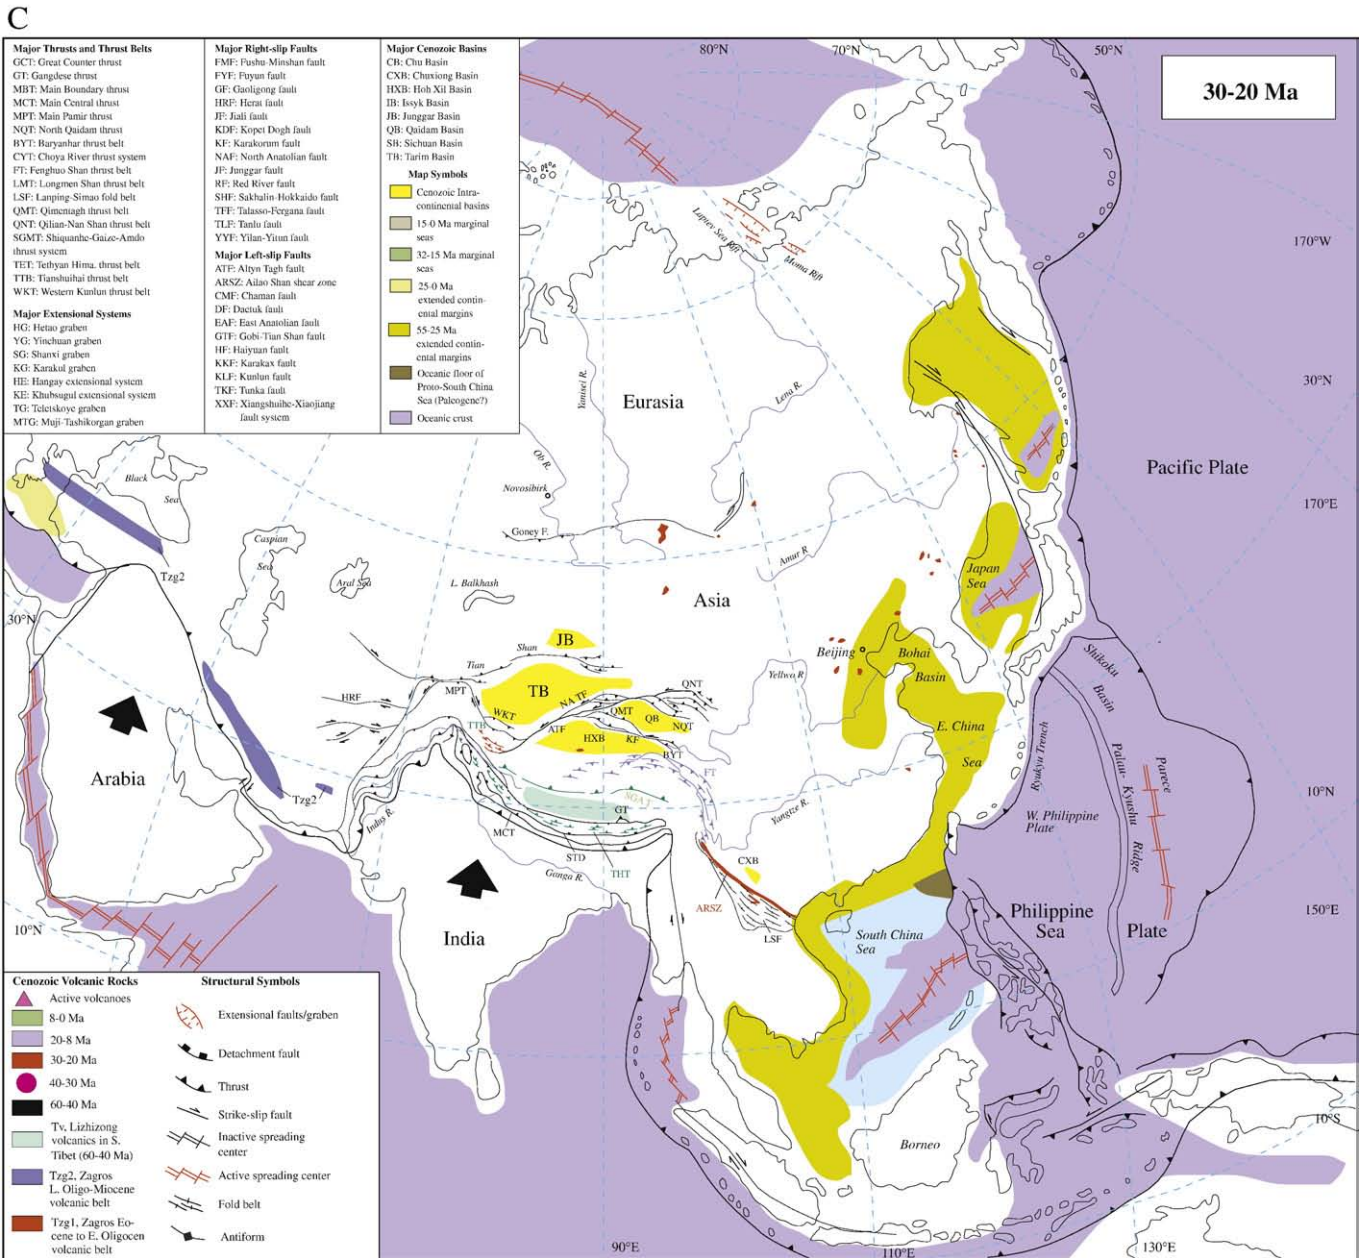 C
Major Thrusts and Thrust Belts
GCT: Great Counter thrust
GT: Gangdese thrust
MBT: Main Boundary thrust
MCT: Main Central thrust
MPT: Main Pamir thrust
NQT: North Qaidam thrust
BYT: Baryanhar thrust belt
CYT: Choya River thrust system
FT: Fenghuo Shan thrust belt
LMT: Longmen Shan thrust belt
LSF: Lanping-Simao fold belt
QMT: Qimentagh thrust belt
QNT: Qilian-Nan Shan thrust belt
SGMT: Shiquanhe-Gaize-Amdo
thrust system
TET: Tethyan Hima. thrust belt
TTB: Tianshuihai thrust belt
WKT: Western Kunlun thrust belt
Major Extensional Systems
HG: Hetao graben
YG: Yinchuan graben
SG: Shanxi graben
KG: Karakul graben
HE: Hangay extensional system
KE: Khubsugul extensional system
TG: Teletskoye graben
MTG: Muji-Tashikorgan graben
Major Right-slip Faults
FMF: Fushu-Minshan fault
FYF: Fuyun fault
GF: Gaoligong fault
HRF: Herat fault
JF: Jiali fault
KDF: Kopet Dogh fault
KF: Karakorum fault
NAF: North Anatolian fault
JF: Junggar fault
RF: Red River fault
SHF: Sakhalin-Hokkaido fault
TFF: Talasso-Fergana fault
TLF: Tanlu fault
YYF: Yilan-Yitun fault
Major Left-slip Faults
ATF: Altyn Tagh fault
ARSZ: Ailao Shan shear zone
CMF: Chaman fault
DF: Dactuk fault
EAF: East Anatolian fault
GTF: Gobi-Tian Shan fault
HF: Haiyuan fault
KKF: Karakax fault
KLF: Kunlun fault
TKF: Tunka fault
XXF: Xiangshuihe-Xiaojiang
fault system
Major Cenozoic Basins
CB: Chu Basin
CXB: Chuxiong Basin
HXB: Hoh Xil Basin
IB: Issyk Basin
JB: Junggar Basin
QB: Qaidam Basin
SB: Sichuan Basin
TB: Tarim Basin
Map Symbols
Cenozoic Intra-
continental basins
15-0 Ma marginal
seas
32-15 Ma marginal
seas
25-0 Ma
extended contin-
ental margins
55-25 Ma
extended contin-
ental margins
Oceanic floor of
Proto-South China
Sea (Paleogene?)
Oceanic crust
80°N
70°N
50°N
30-20 Ma
170°W
Laptev Sea Rift
Moma Rift
30°N
Yanisei R.
Eurasia
Lena R.
Ob R.
Pacific Plate
Black
Sea
Novosibirk
170°E
Goney F.
Caspian
Sea
Amur R
Tzg2
Aral Sea
L. Balkhash
Japan
Sea
Asia
30°N
JB
Shan
Tian
Beijing
Bohai
Basin
Shikoku
Basin
Yellwo R
MPT
TB
QNT
HRF
NA TF
WKT
QMT
QB
NQT
TTB
ATF
HXB
KF
BYT
E. China
Sea
Ryukyu Trench
Palau-
Kyushu
Ridge
Parece
FT
Arabia
10°N
Tzg2
SGA T
GT
Indus R.
MCT
Yangtze R.
W. Philippine
Plate
STD
THT
Gonga R.
CXB
ARSZ
LSF
Philippine
Sea
Plate
150°E
10°N
India
South China
Sea
Borneo
10°S
90°E
110°E
130°E
Cenozoic Volcanic Rocks
Active volcanoes
8-0 Ma
20-8 Ma
30-20 Ma
40-30 Ma
60-40 Ma
Tv, Lizhizong
volcanics in S.
Tibet (60-40 Ma)
Tzg2, Zagros
L. Oligo-Miocene
volcanic belt
Tzg1, Zagros Eo-
cene to E. Oligocen
volcanic belt
Structural Symbols
Extensional faults/graben
Detachment fault
Thrust
Strike-slip fault
Inactive spreading
center
Active spreading center
Fold belt
Antiform